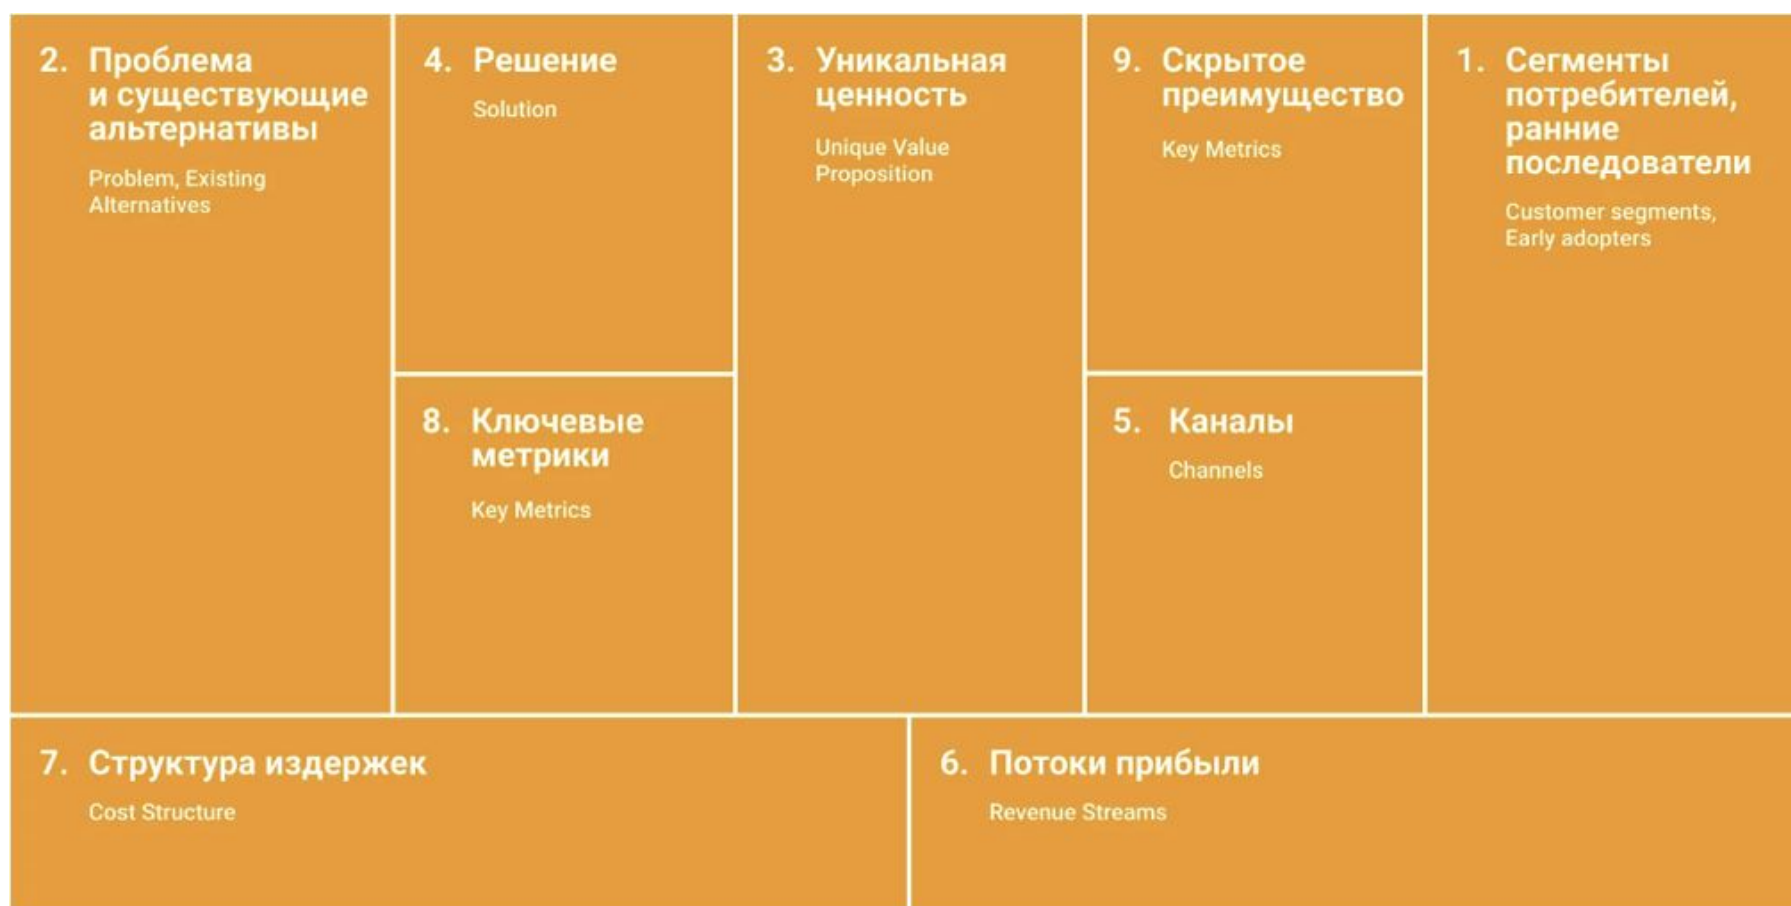 2. Проблема
и существующие
альтернативы
Problem, Existing
Alternatives
4. Решение
Solution
8. Ключевые
метрики
Key Metrics
3. Уникальная
ценность
Unique Value
Proposition
9. Скрытое
преимущество
Key Metrics
5. Каналы
Channels
1. Сегменты
потребителей,
ранние
последователи
Customer segments,
Early adopters
7. Структура издержек
Cost Structure
6. Потоки прибыли
Revenue Streams